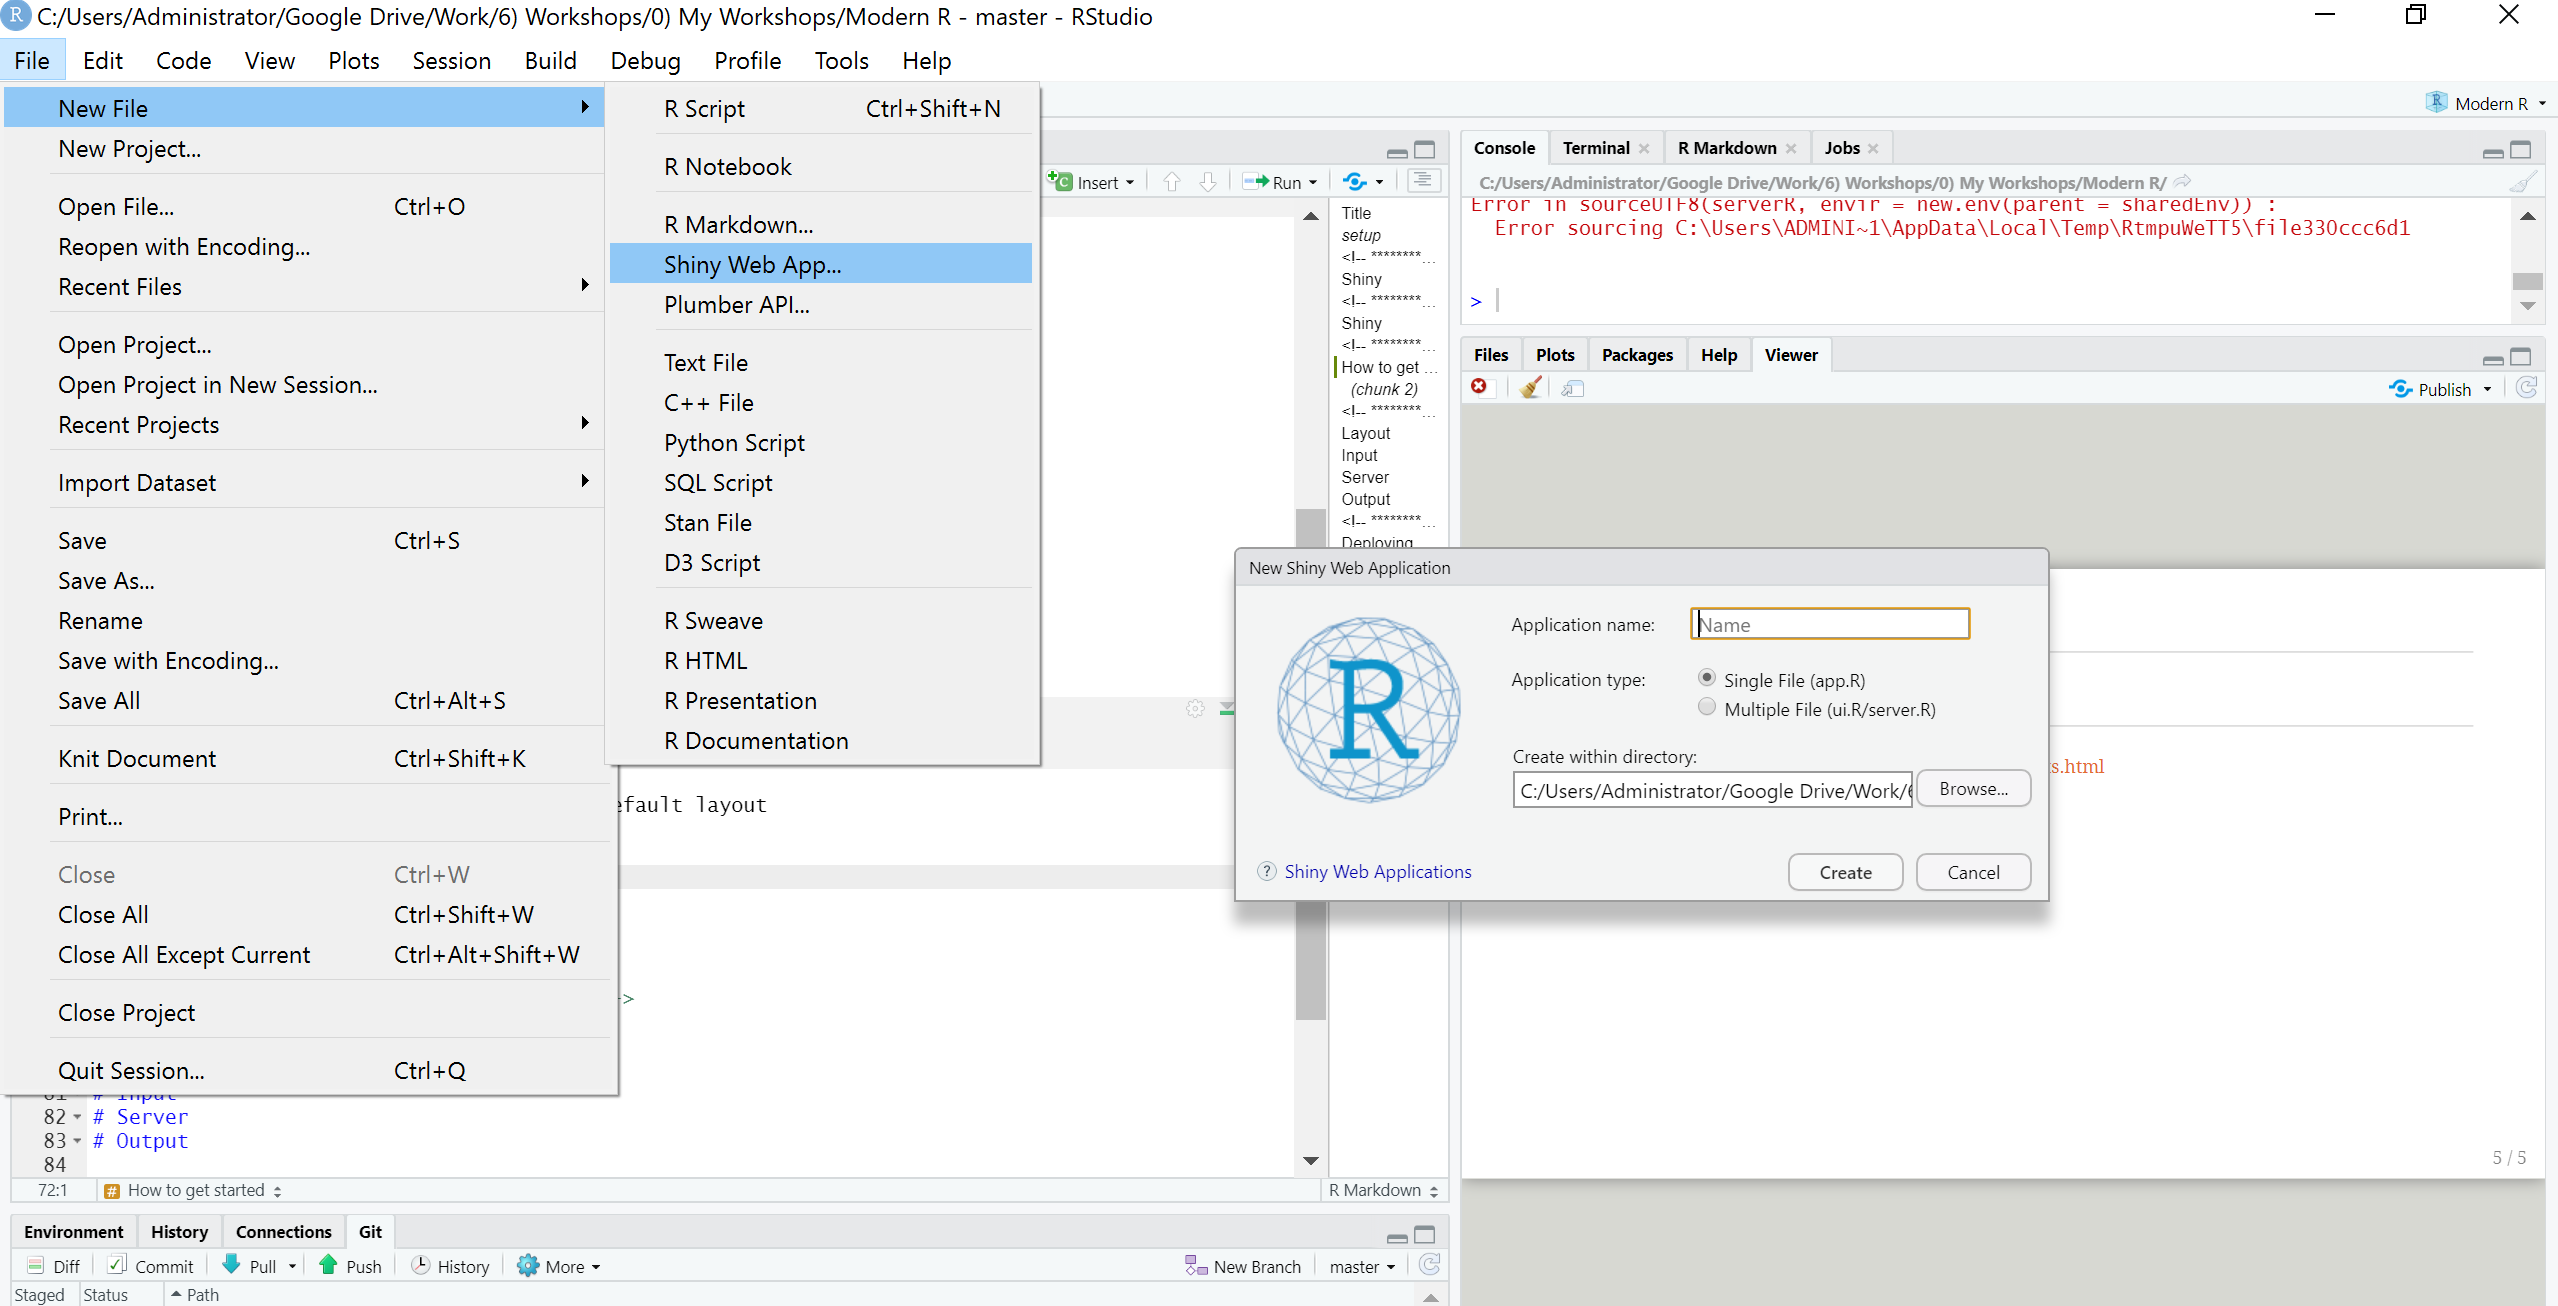 C:/Users/Administrator/Google Drive/Work/6) Workshops/0) My Workshops/Modern R - master - RStudio
File Edit Code View Plots Session Build Debug Profile Tools Help
New File
New Project...
Open File... Ctrl+O
Reopen with Encoding...
Recent Files
Open Project...
Open Project in New Session...
Recent Projects
Import Dataset
Save Ctrl+S
Save As...
Rename
Save with Encoding...
Save All Ctrl+Alt+S
Knit Document Ctrl+Shift+K
Print...
Close Ctrl+W
Close All Ctrl+Shift+W
Close All Except Current Ctrl+Alt+Shift+W
Close Project
Quit Session... Ctrl+Q
R Script Ctrl+Shift+N
R Notebook
R Markdown...
Shiny Web App...
Plumber API...
Text File
C++ File
Python Script
SQL Script
Stan File
D3 Script
R Sweave
R HTML
R Presentation
R Documentation
Modern R
Insert Run
Title
setup
<!-- ********...
Shiny
<!-- ********...
Shiny
<!-- ********...
How to get ...
(chunk 2)
<!-- ********...
Layout
Input
Server
Output
<!-- ********...
Deploying
efault layout
->
81 # Input
82 # Server
83 # Output
84
72:1 # How to get started R Markdown
Console Terminal R Markdown Jobs
C:/Users/Administrator/Google Drive/Work/6) Workshops/0) My Workshops/Modern R/
Error in sourceUTF8(serverR, envir = new.env(parent = sharedEnv)) :
Error sourcing C:\Users\ADMINI~1\AppData\Local\Temp\RtmpuWeTT5\file330ccc6d1
>
Files Plots Packages Help Viewer
Publish
New Shiny Web Application
R
Application name: Name
Application type: Single File (app.R)
Multiple File (ui.R/server.R)
Create within directory:
C:/Users/Administrator/Google Drive/Work/6 Browse...
? Shiny Web Applications Create Cancel
s.html
5 / 5
Environment History Connections Git
Diff Commit Pull Push History More New Branch master
Staged Status Path